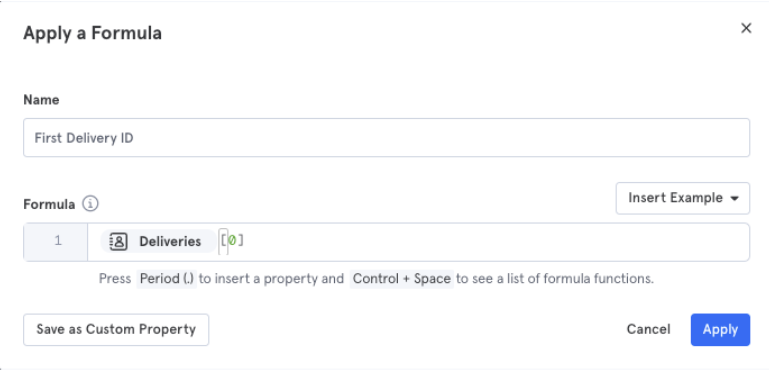 Apply a Formula
Name
First Delivery ID
Formula
Insert Example
1 Deliveries [0]
Press Period (.) to insert a property and Control + Space to see a list of formula functions.
Save as Custom Property Cancel Apply